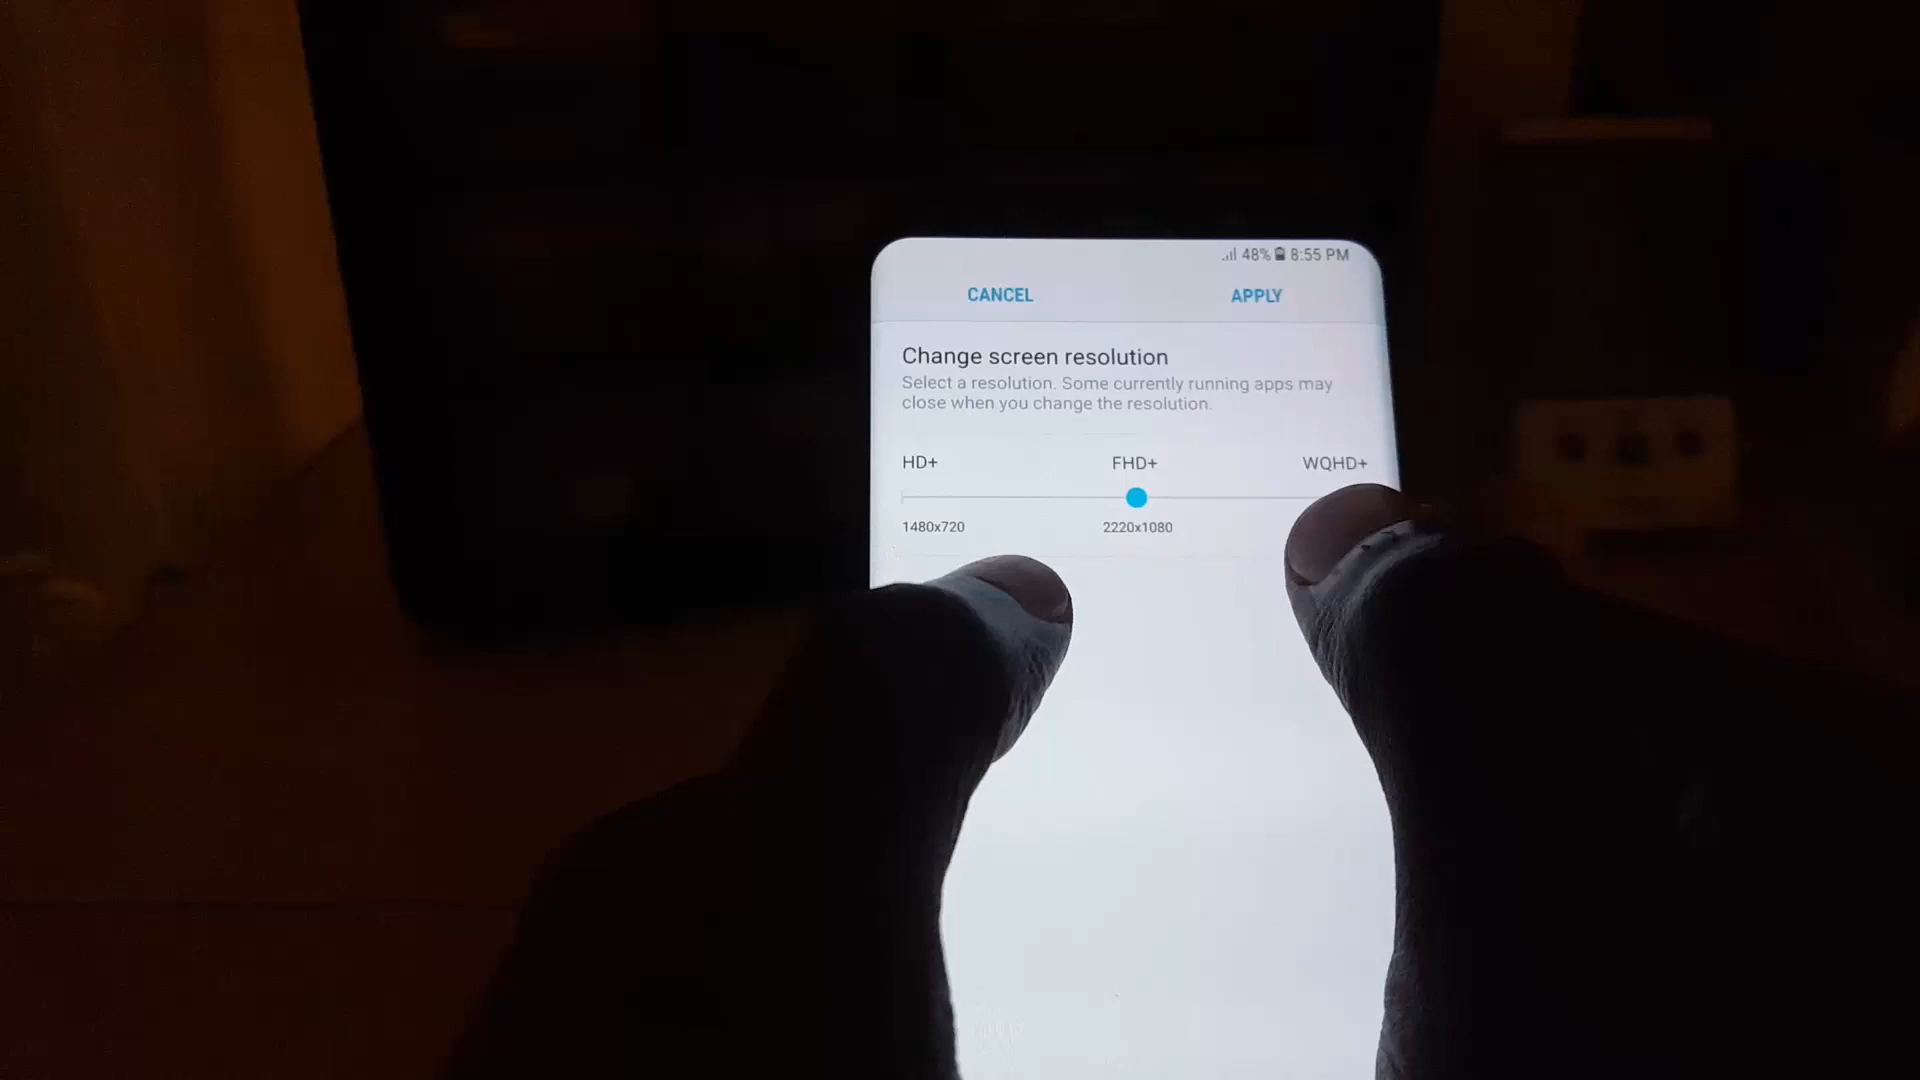 48% 8:55 PM
CANCEL APPLY
Change screen resolution
Select a resolution. Some currently running apps may
close when you change the resolution.
HD+ FHD+ WQHD+
1480x720 2220x1080